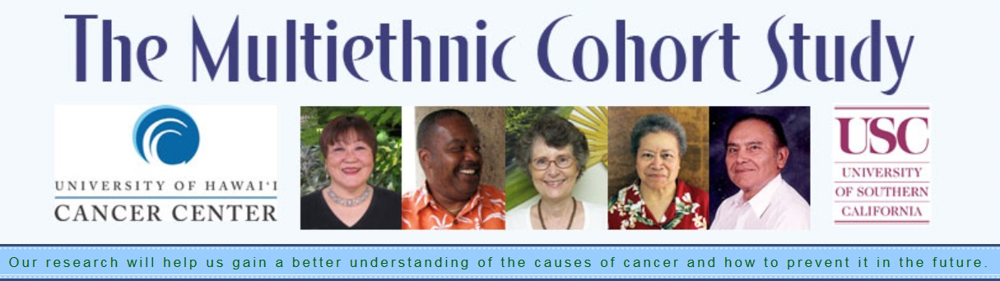 The Multiethnic Cohort Study
UNIVERSITY OF HAWAIʻI
CANCER CENTER
USC
UNIVERSITY
OF SOUTHERN
CALIFORNIA
Our research will help us gain a better understanding of the causes of cancer and how to prevent it in the future.